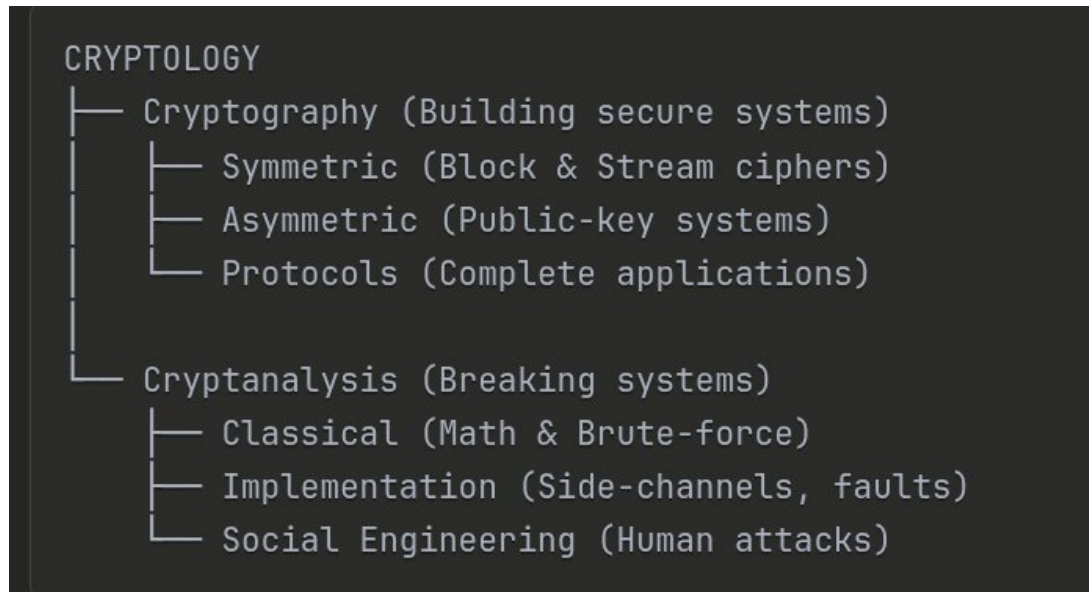 CRYPTOLOGY
├── Cryptography (Building secure systems)
│   ├── Symmetric (Block & Stream ciphers)
│   ├── Asymmetric (Public-key systems)
│   └── Protocols (Complete applications)
│
└── Cryptanalysis (Breaking systems)
    ├── Classical (Math & Brute-force)
    ├── Implementation (Side-channels, faults)
    └── Social Engineering (Human attacks)